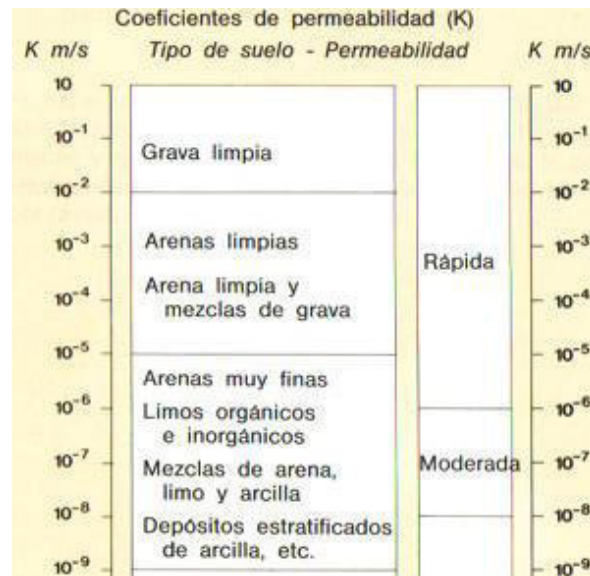 Coeficientes de permeabilidad (K)
K m/s Tipo de suelo - Permeabilidad K m/s
10 10
10⁻¹ 10⁻¹
Grava limpia
10⁻² 10⁻²
Arenas limpias
10⁻³ 10⁻³
Rápida
Arena limpia y
10⁻⁴ 10⁻⁴
mezclas de grava
10⁻⁵ 10⁻⁵
Arenas muy finas
10⁻⁶ 10⁻⁶
Limos orgánicos
e inorgánicos
10⁻⁷ Mezclas de arena, Moderada 10⁻⁷
limo y arcilla
10⁻⁸ 10⁻⁸
Depósitos estratificados
de arcilla, etc.
10⁻⁹ 10⁻⁹